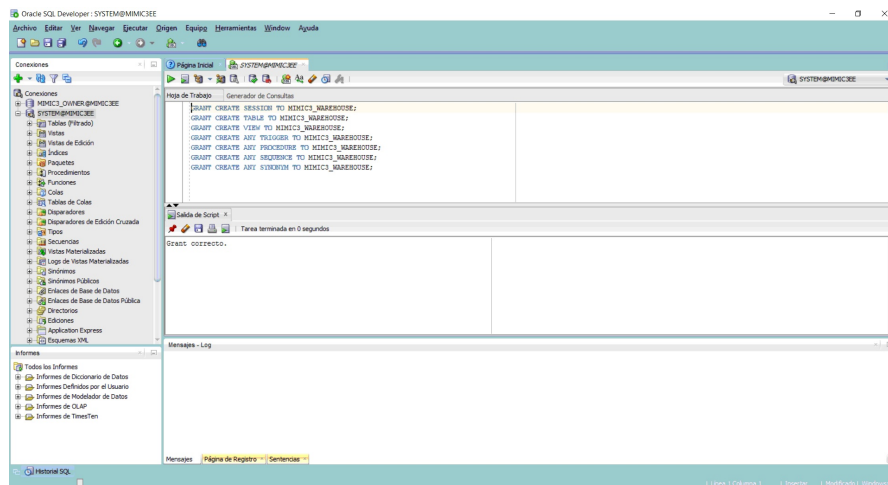 Oracle SQL Developer : SYSTEM@MIMIC3EE
Archivo Editar Ver Navegar Ejecutar Origen Equipo Herramientas Window Ayuda
Conexiones
Página Inicial
SYSTEM@MIMIC3EE
SYSTEM@MIMIC3EE
Hoja de Trabajo Generador de Consultas
Conexiones
MIMIC3_OWNER@MIMIC3EE
SYSTEM@MIMIC3EE
Tablas (Filtrado)
Vistas
Vistas de Edición
Índices
Paquetes
Procedimientos
Funciones
Colas
Tablas de Colas
Disparadores
Disparadores de Edición Cruzada
Tipos
Secuencias
Vistas Materializadas
Logs de Vistas Materializadas
Sinónimos
Sinónimos Públicos
Enlaces de Base de Datos
Enlaces de Base de Datos Pública
Directorios
Ediciones
Application Express
Esquemas XML
GRANT CREATE SESSION TO MIMIC3_WAREHOUSE;
GRANT CREATE TABLE TO MIMIC3_WAREHOUSE;
GRANT CREATE VIEW TO MIMIC3_WAREHOUSE;
GRANT CREATE ANY TRIGGER TO MIMIC3_WAREHOUSE;
GRANT CREATE ANY PROCEDURE TO MIMIC3_WAREHOUSE;
GRANT CREATE ANY SEQUENCE TO MIMIC3_WAREHOUSE;
GRANT CREATE ANY SYNONYM TO MIMIC3_WAREHOUSE;
Salida de Script
Tarea terminada en 0 segundos
Grant correcto.
Informes
Todos los Informes
Informes de Diccionario de Datos
Informes Definidos por el Usuario
Informes de Modelador de Datos
Informes de OLAP
Informes de TimesTen
Mensajes - Log
Mensajes Página de Registro Sentencias
Historial SQL
Línea 1 Columna 1 Insertar Modificado Windows